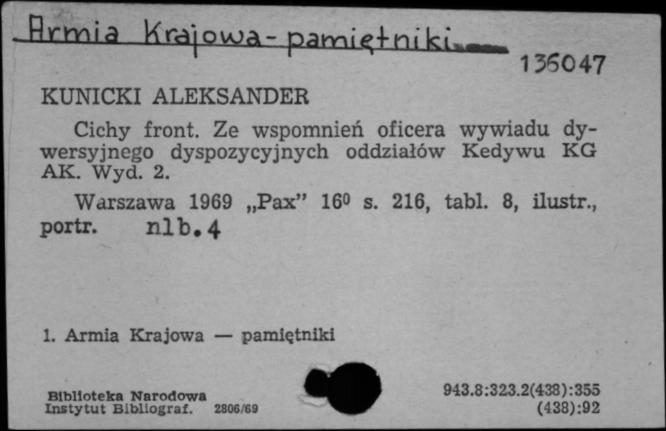 Armia Krajowa - pamiętniki
136047
KUNICKI ALEKSANDER
Cichy front. Ze wspomnień oficera wywiadu dy-
wersyjnego dyspozycyjnych oddziałów Kedywu KG
AK. Wyd. 2.
Warszawa 1969 „Pax” 16⁰ s. 216, tabl. 8, ilustr.,
portr. nlb. 4
1. Armia Krajowa — pamiętniki
Biblioteka Narodowa
Instytut Bibliograf. 2806/69
943.8:323.2(438):355
(438):92